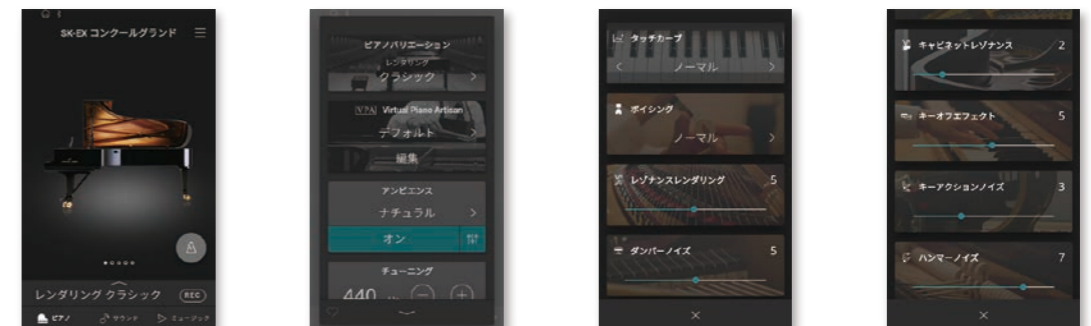 SK-EX コンクールグランド
レンダリング クラシック
REC
ピアノ
サウンド
ミュージック
ピアノバリエーション
レンダリング
クラシック
VPA Virtual Piano Artisan
デフォルト
編集
アンビエンス
ナチュラル
オン
チューニング
440
タッチカーブ
ノーマル
ボイシング
ノーマル
レゾナンスレンダリング 5
ダンパーノイズ 5
キャビネットレゾナンス 2
キーオフエフェクト 5
キーアクションノイズ 3
ハンマーノイズ 7